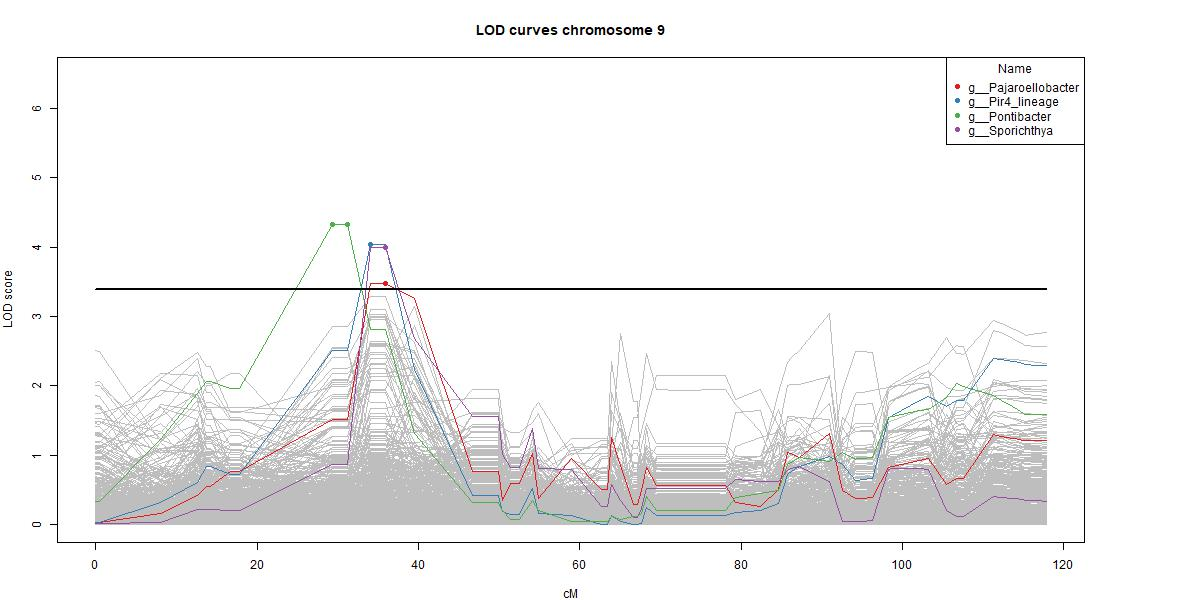 LOD curves chromosome 9
Name
g__Pajaroellobacter
g__Pir4_lineage
g__Pontibacter
g__Sporichthya
LOD score
6
5
4
3
2
1
0
0 20 40 60 80 100 120
cM